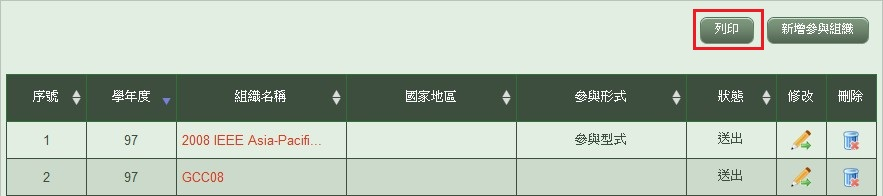 列印 新增參與組織
序號 學年度 組織名稱 國家地區 參與形式 狀態 修改 刪除
1 97 2008 IEEE Asia-Pacifi... 參與型式 送出
2 97 GCC08 送出